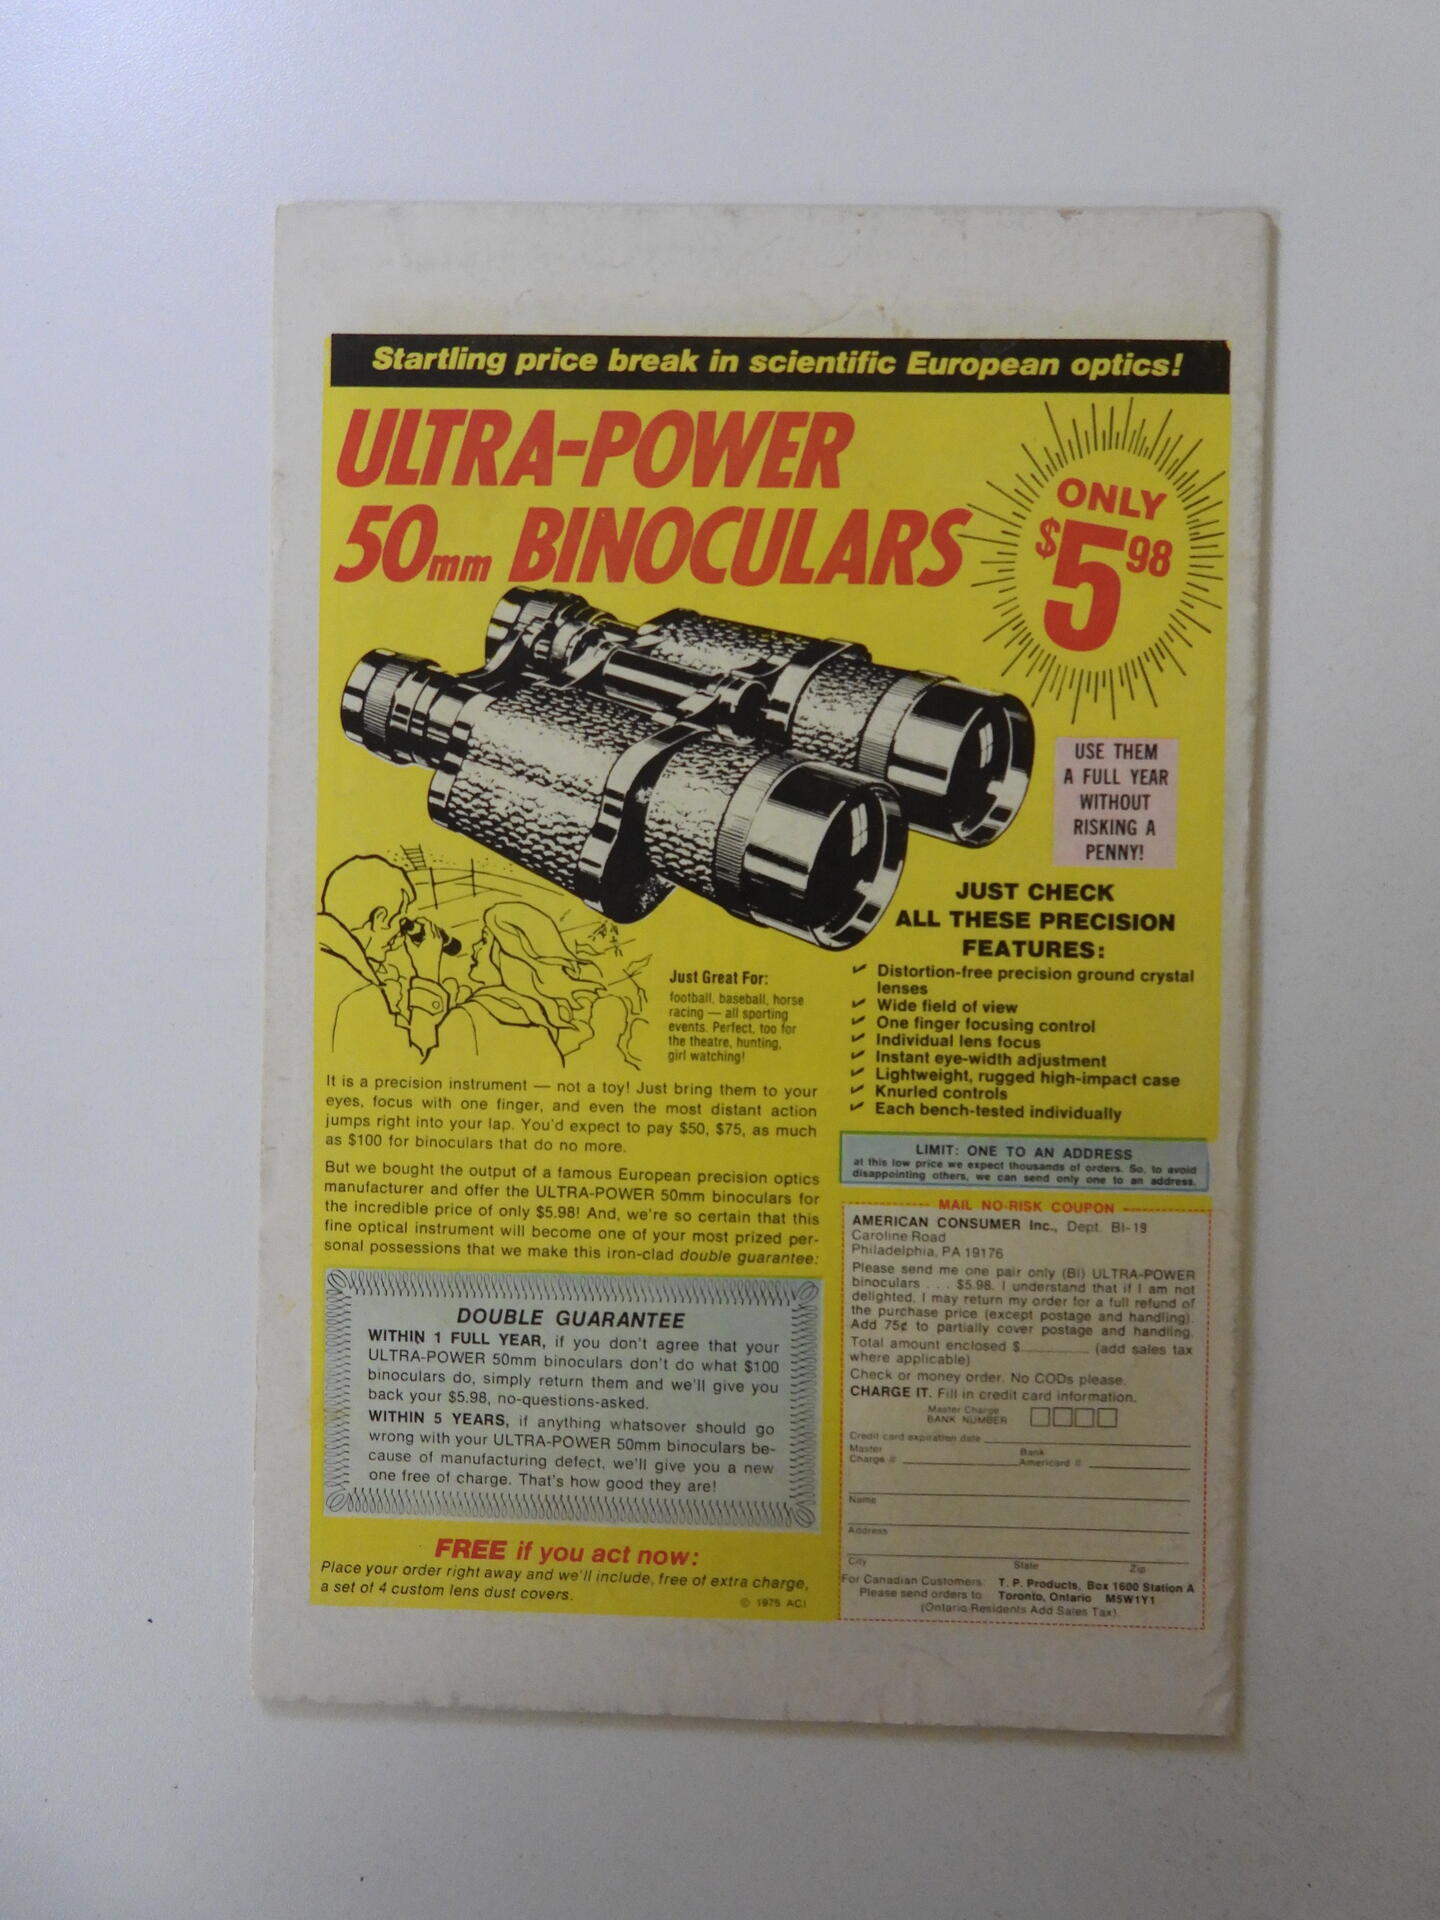 Startling price break in scientific European optics!
ULTRA-POWER
50mm BINOCULARS
ONLY
$5.98
USE THEM
A FULL YEAR
WITHOUT
RISKING A
PENNY!
JUST CHECK
ALL THESE PRECISION
FEATURES:
✓ Distortion-free precision ground crystal
lenses
✓ Wide field of view
✓ One finger focusing control
✓ Individual lens focus
✓ Instant eye-width adjustment
✓ Lightweight, rugged high-impact case
✓ Knurled controls
✓ Each bench-tested individually
Just Great For:
football, baseball, horse
racing — all sporting
events. Perfect, too for
the theatre, hunting,
girl watching!
It is a precision instrument — not a toy! Just bring them to your
eyes, focus with one finger, and even the most distant action
jumps right into your lap. You'd expect to pay $50, $75, as much
as $100 for binoculars that do no more.
But we bought the output of a famous European precision optics
manufacturer and offer the ULTRA-POWER 50mm binoculars for
the incredible price of only $5.98! And, we're so certain that this
fine optical instrument will become one of your most prized per-
sonal possessions that we make this iron-clad double guarantee:
DOUBLE GUARANTEE
WITHIN 1 FULL YEAR, if you don't agree that your
ULTRA-POWER 50mm binoculars don't do what $100
binoculars do, simply return them and we'll give you
back your $5.98, no-questions-asked.
WITHIN 5 YEARS, if anything whatsover should go
wrong with your ULTRA-POWER 50mm binoculars be-
cause of manufacturing defect, we'll give you a new
one free of charge. That's how good they are!
FREE if you act now:
Place your order right away and we'll include, free of extra charge,
a set of 4 custom lens dust covers.
© 1975 ACI
LIMIT: ONE TO AN ADDRESS
at this low price we expect thousands of orders. So, to avoid
disappointing others, we can send only one to an address.
MAIL NO-RISK COUPON
AMERICAN CONSUMER Inc., Dept. BI-19
Caroline Road
Philadelphia, PA 19176
Please send me one pair only (BI) ULTRA-POWER
binoculars . . . $5.98. I understand that if I am not
delighted, I may return my order for a full refund of
the purchase price (except postage and handling).
Add 75¢ to partially cover postage and handling.
Total amount enclosed $ (add sales tax
where applicable)
Check or money order. No CODs please.
CHARGE IT. Fill in credit card information.
Master Charge
BANK NUMBER
Credit card expiration date
Master
Charge #
Bank
Americard #
Name
Address
City State Zip
For Canadian Customers: T. P. Products, Box 1600 Station A
Please send orders to Toronto, Ontario M5W1Y1
(Ontario Residents Add Sales Tax)